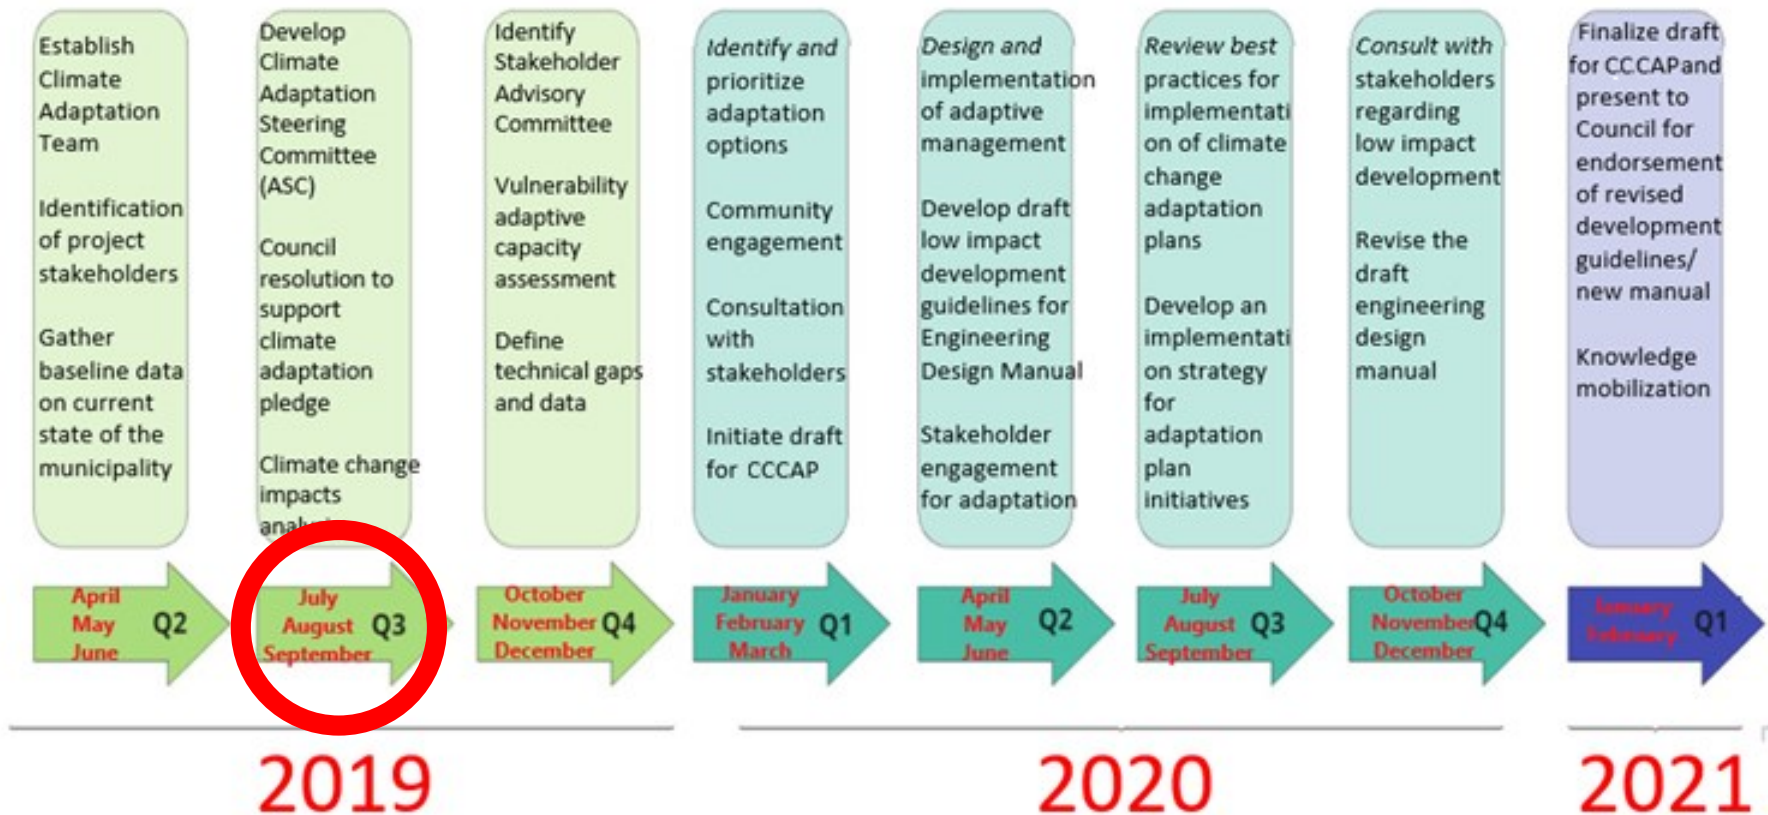 Establish
Climate
Adaptation
Team
Identification
of project
stakeholders
Gather
baseline data
on current
state of the
municipality
Develop
Climate
Adaptation
Steering
Committee
(ASC)
Council
resolution to
support
climate
adaptation
pledge
Climate change
impacts
Identify
Stakeholder
Advisory
Committee
Vulnerability
adaptive
capacity
assessment
Define
technical gaps
and data
Identify and
prioritize
adaptation
options
Community
engagement
Consultation
with
stakeholders
Initiate draft
for CCCAP
Design and
implementation
of adaptive
management
Develop draft
low impact
development
guidelines for
Engineering
Design Manual
Stakeholder
engagement
for adaptation
Review best
practices for
implementati
on of climate
change
adaptation
plans
Develop an
implementati
on strategy
for
adaptation
plan
initiatives
Consult with
stakeholders
regarding
low impact
development
Revise the
draft
engineering
design
manual
Finalize draft
for CCCAP and
present to
Council for
endorsement
of revised
development
guidelines/
new manual
Knowledge
mobilization
April
May
June
Q2
July
August
September
Q3
October
November
December
Q4
January
February
March
Q1
April
May
June
Q2
July
August
September
Q3
October
November
December
Q4
January
February
Q1
2019
2020
2021